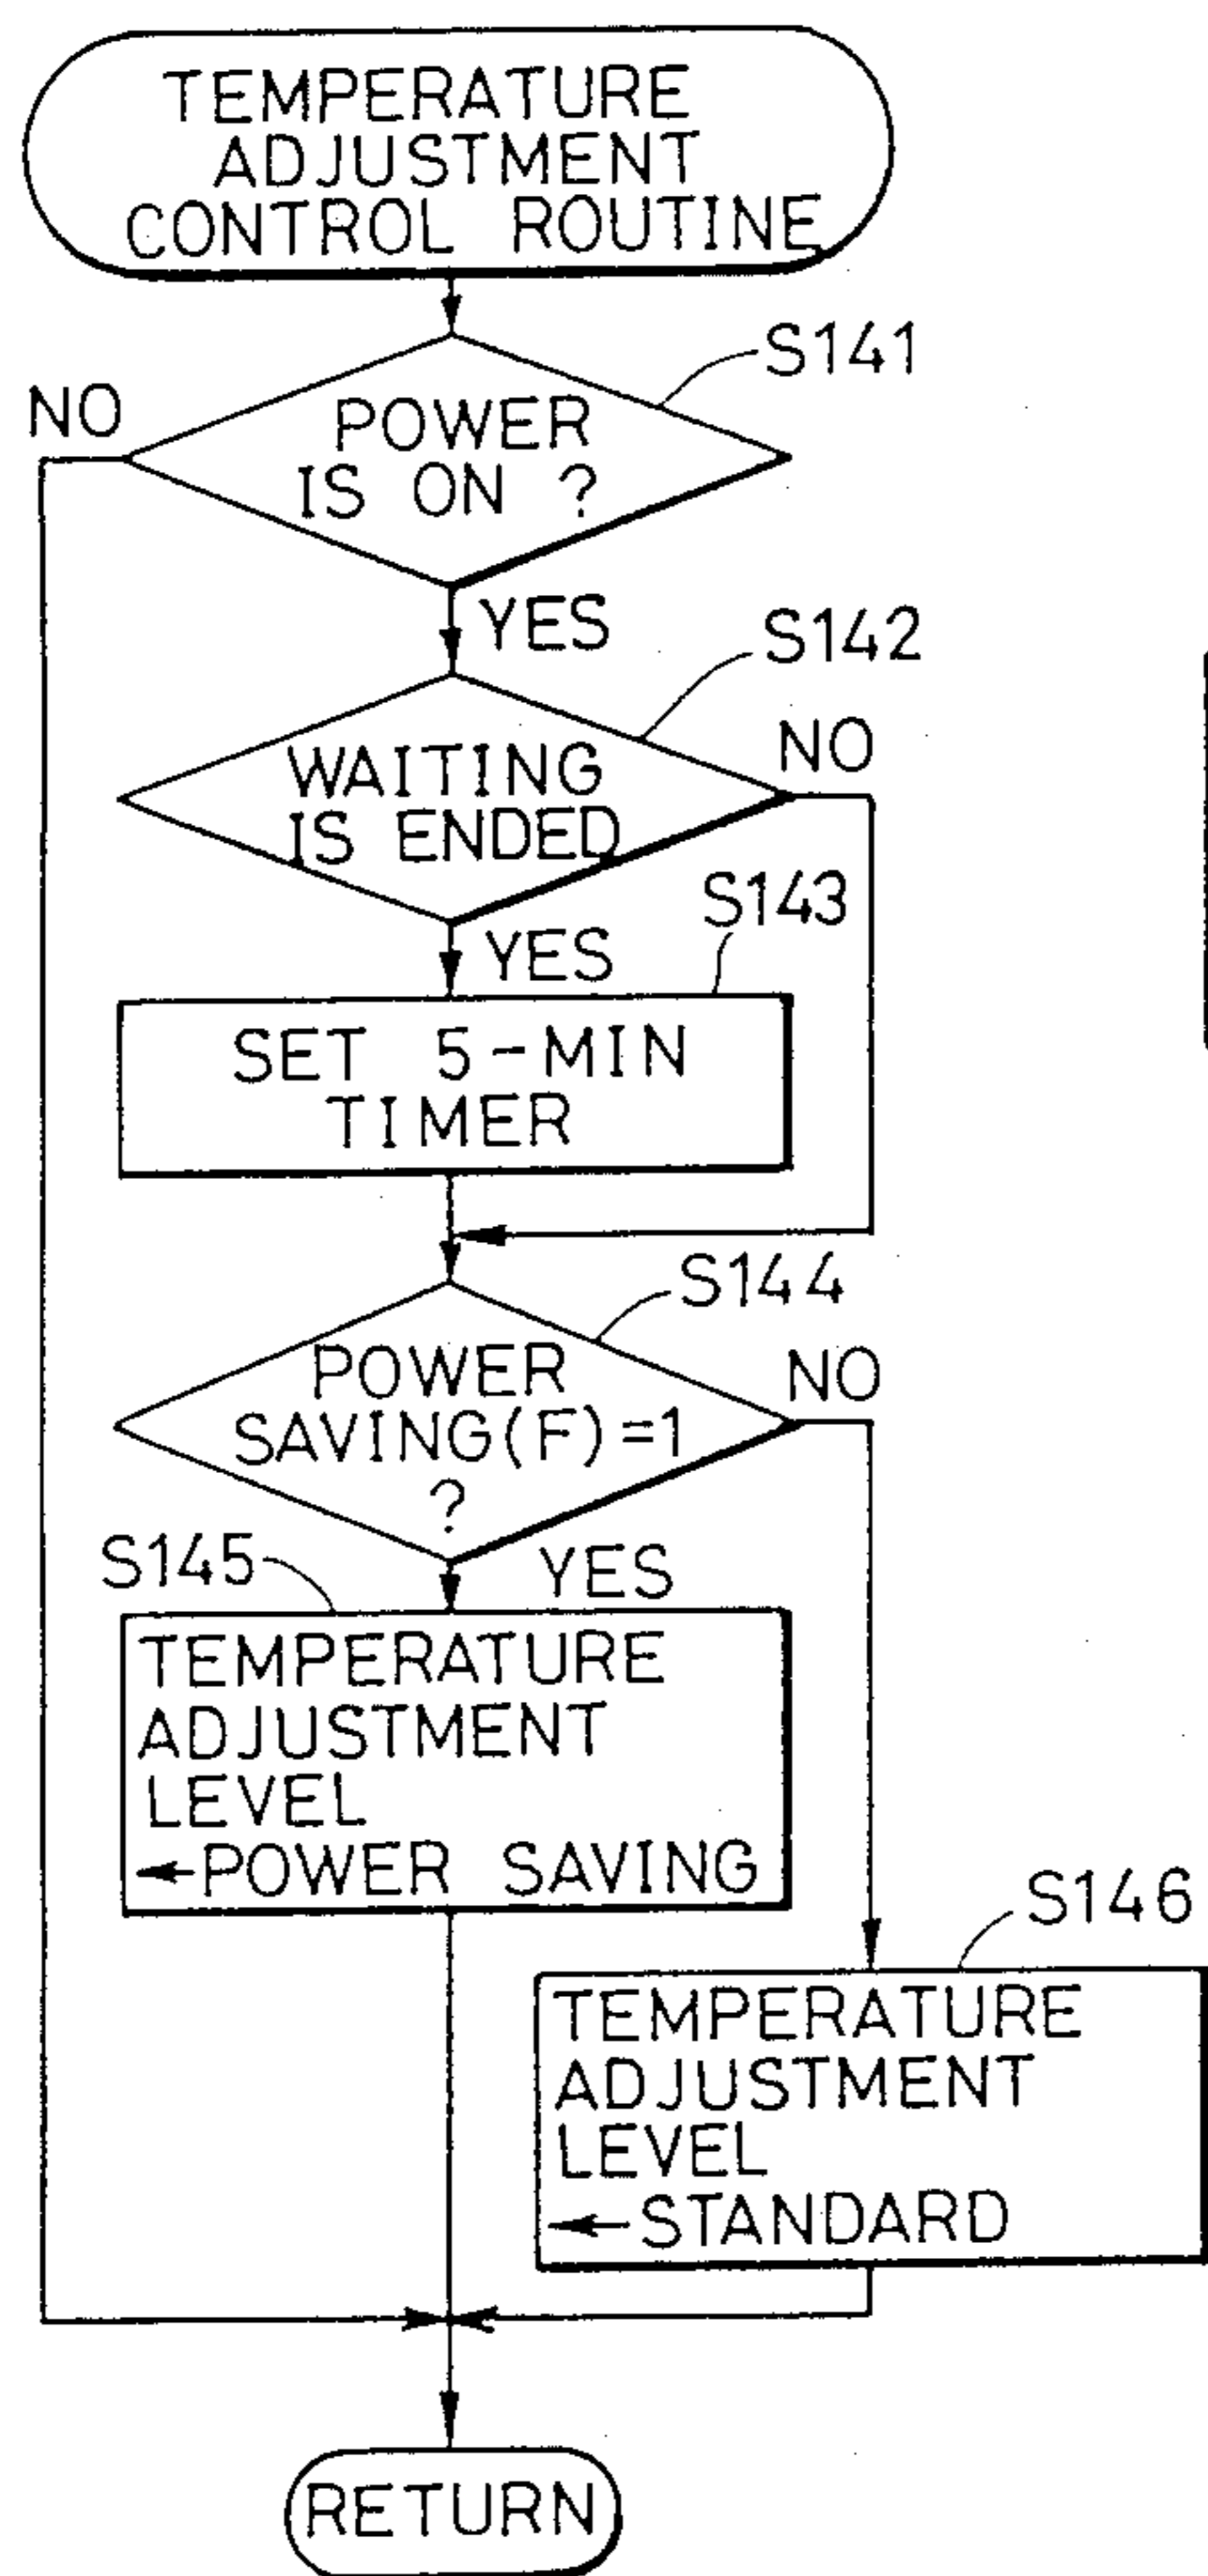 TEMPERATURE
ADJUSTMENT
CONTROL ROUTINE
S141
NO
POWER
IS ON ?
YES
S142
NO
WAITING
IS ENDED
S143
YES
SET 5-MIN
TIMER
S144
NO
POWER
SAVING(F)=1
?
S145
YES
TEMPERATURE
ADJUSTMENT
LEVEL
←POWER SAVING
S146
TEMPERATURE
ADJUSTMENT
LEVEL
←STANDARD
RETURN